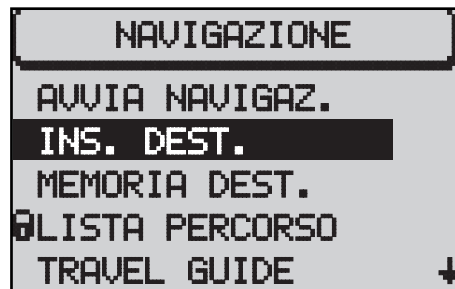 NAVIGAZIONE
AVVIA NAVIGAZ.
INS. DEST.
MEMORIA DEST.
LISTA PERCORSO
TRAVEL GUIDE